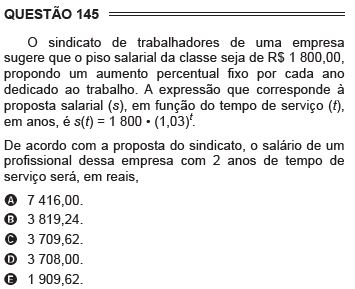 QUESTÃO 145
O sindicato de trabalhadores de uma empresa
sugere que o piso salarial da classe seja de R$ 1 800,00,
propondo um aumento percentual fixo por cada ano
dedicado ao trabalho. A expressão que corresponde à
proposta salarial (s), em função do tempo de serviço (t),
em anos, é s(t) = 1 800 • (1,03)ᵗ.
De acordo com a proposta do sindicato, o salário de um
profissional dessa empresa com 2 anos de tempo de
serviço será, em reais,
A 7 416,00.
B 3 819,24.
C 3 709,62.
D 3 708,00.
E 1 909,62.